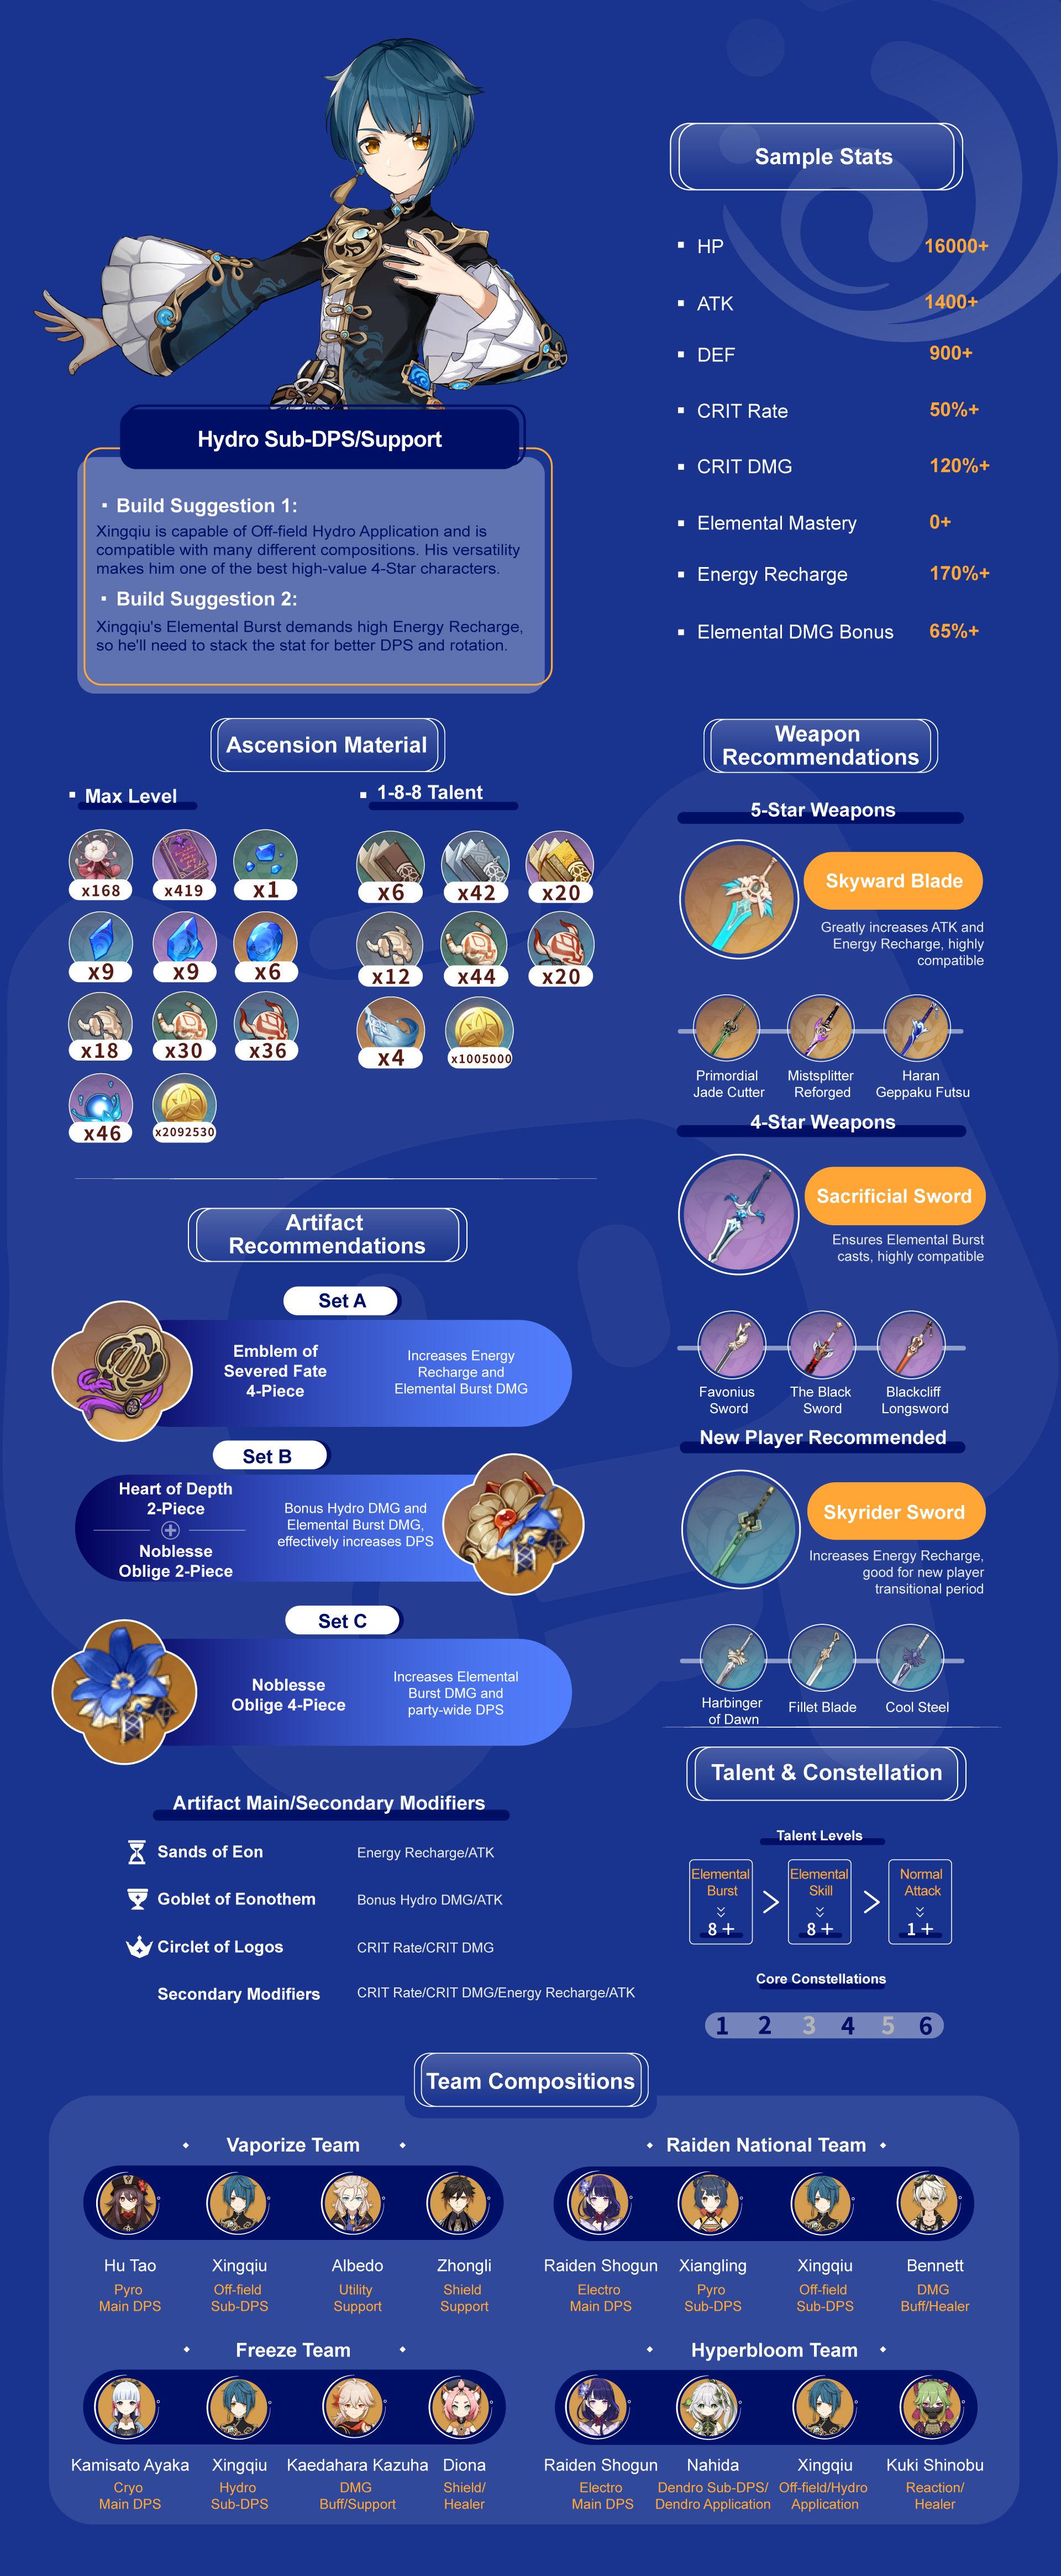 Sample Stats
HP 16000+
ATK 1400+
DEF 900+
CRIT Rate 50%+
CRIT DMG 120%+
Elemental Mastery 0+
Energy Recharge 170%+
Elemental DMG Bonus 65%+
Hydro Sub-DPS/Support
Build Suggestion 1:
Xingqiu is capable of Off-field Hydro Application and is
compatible with many different compositions. His versatility
makes him one of the best high-value 4-Star characters.
Build Suggestion 2:
Xingqiu's Elemental Burst demands high Energy Recharge,
so he'll need to stack the stat for better DPS and rotation.
Ascension Material
Max Level
x168 x419 x1
x9 x9 x6
x18 x30 x36
x46 x2092530
1-8-8 Talent
x6 x42 x20
x12 x44 x20
x4 x1005000
Weapon
Recommendations
5-Star Weapons
Skyward Blade
Greatly increases ATK and
Energy Recharge, highly
compatible
Primordial
Jade Cutter
Mistsplitter
Reforged
Haran
Geppaku Futsu
4-Star Weapons
Sacrificial Sword
Ensures Elemental Burst
casts, highly compatible
Favonius
Sword
The Black
Sword
Blackcliff
Longsword
New Player Recommended
Skyrider Sword
Increases Energy Recharge,
good for new player
transitional period
Harbinger
of Dawn
Fillet Blade
Cool Steel
Artifact
Recommendations
Set A
Emblem of
Severed Fate
4-Piece
Increases Energy
Recharge and
Elemental Burst DMG
Set B
Heart of Depth
2-Piece
Noblesse
Oblige 2-Piece
Bonus Hydro DMG and
Elemental Burst DMG,
effectively increases DPS
Set C
Noblesse
Oblige 4-Piece
Increases Elemental
Burst DMG and
party-wide DPS
Artifact Main/Secondary Modifiers
Sands of Eon Energy Recharge/ATK
Goblet of Eonothem Bonus Hydro DMG/ATK
Circlet of Logos CRIT Rate/CRIT DMG
Secondary Modifiers CRIT Rate/CRIT DMG/Energy Recharge/ATK
Talent & Constellation
Talent Levels
Elemental
Burst
8 +
>
Elemental
Skill
8 +
>
Normal
Attack
1 +
Core Constellations
1 2 3 4 5 6
Team Compositions
Vaporize Team
Hu Tao Xingqiu Albedo Zhongli
Pyro
Main DPS
Off-field
Sub-DPS
Utility
Support
Shield
Support
Raiden National Team
Raiden Shogun Xiangling Xingqiu Bennett
Electro
Main DPS
Pyro
Sub-DPS
Off-field
Sub-DPS
DMG
Buff/Healer
Freeze Team
Kamisato Ayaka Xingqiu Kaedahara Kazuha Diona
Cryo
Main DPS
Hydro
Sub-DPS
DMG
Buff/Support
Shield/
Healer
Hyperbloom Team
Raiden Shogun Nahida Xingqiu Kuki Shinobu
Electro
Main DPS
Dendro Sub-DPS/
Dendro Application
Off-field/Hydro
Application
Reaction/
Healer